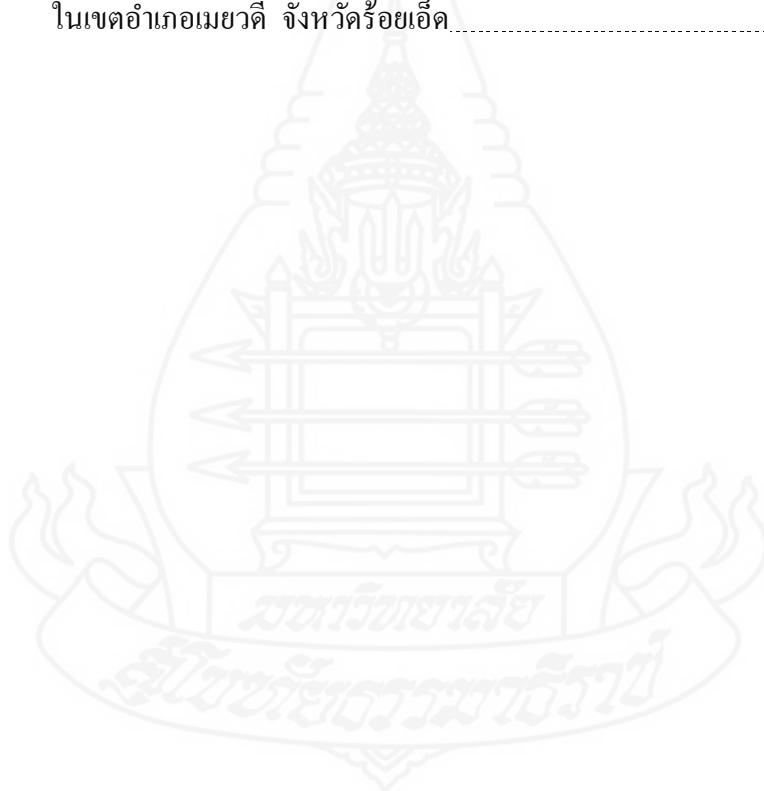 ในเขตอำเภอเมยวดี จังหวัดร้อยเอ็ด
มหาวิทยาลัย
สุโขทัยธรรมาธิราช